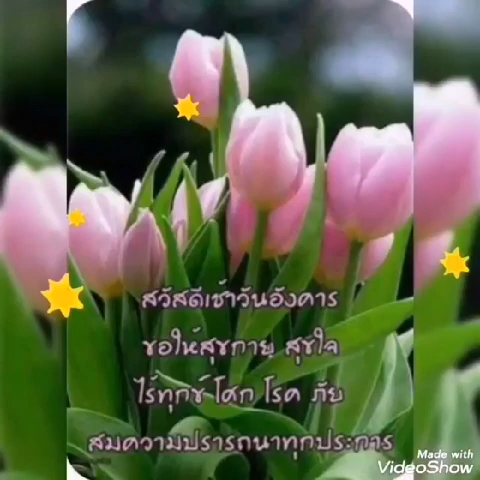 สวัสดีเช้าวันอังคาร
ขอให้สุขกาย สุขใจ
ไร้ทุกข์ โศก โรค ภัย
สมความปรารถนาทุกประการ
Made with
VideoShow